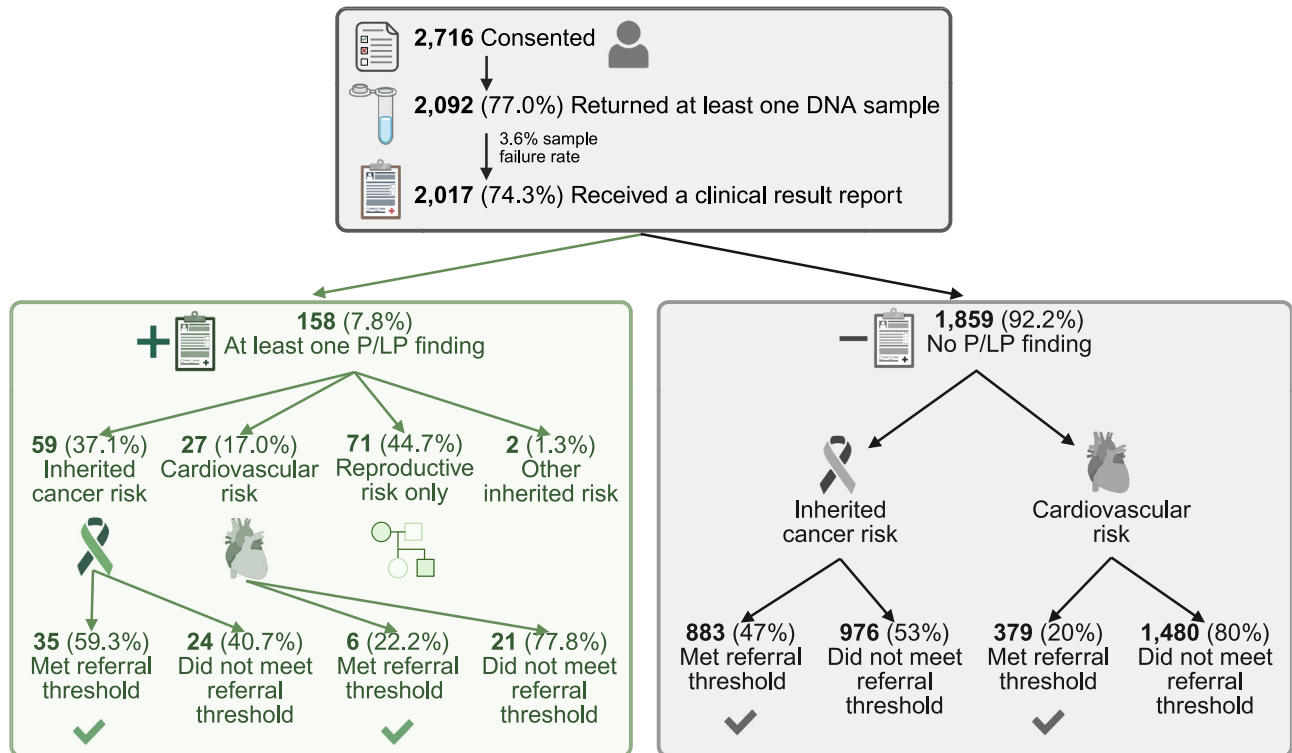 2,716 Consented
2,092 (77.0%) Returned at least one DNA sample
3.6% sample
failure rate
2,017 (74.3%) Received a clinical result report
158 (7.8%)
At least one P/LP finding
59 (37.1%)
Inherited
cancer risk
27 (17.0%)
Cardiovascular
risk
71 (44.7%)
Reproductive
risk only
2 (1.3%)
Other
inherited risk
35 (59.3%)
Met referral
threshold
24 (40.7%)
Did not meet
referral
threshold
6 (22.2%)
Met referral
threshold
21 (77.8%)
Did not meet
referral
threshold
1,859 (92.2%)
No P/LP finding
Inherited
cancer risk
Cardiovascular
risk
883 (47%)
Met referral
threshold
976 (53%)
Did not meet
referral
threshold
379 (20%)
Met referral
threshold
1,480 (80%)
Did not meet
referral
threshold